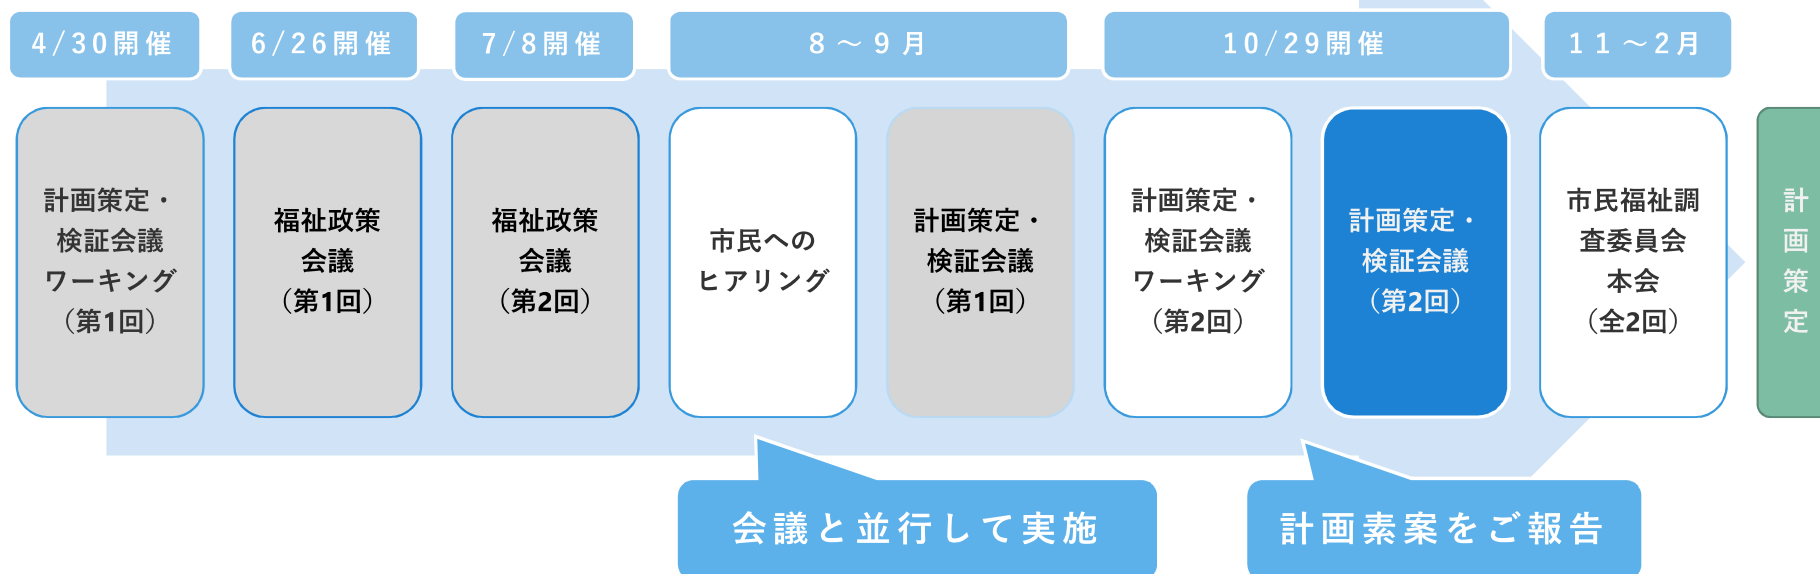 4/30開催
6/26開催
7/8開催
8～9月
10/29開催
11～2月
計画策定・
検証会議
ワーキング
（第1回）
福祉政策
会議
（第1回）
福祉政策
会議
（第2回）
市民への
ヒアリング
計画策定・
検証会議
（第1回）
計画策定・
検証会議
ワーキング
（第2回）
計画策定・
検証会議
（第2回）
市民福祉調
査委員会
本会
（全2回）
計
画
策
定
会議と並行して実施
計画素案をご報告